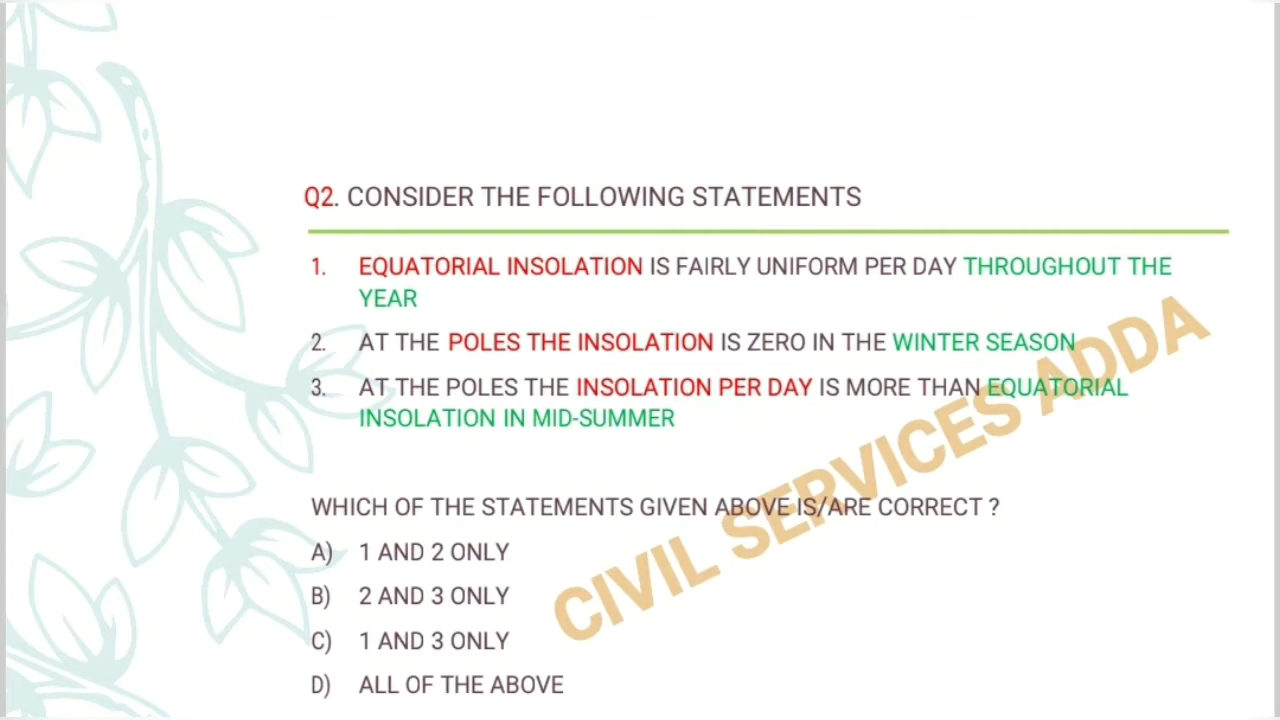 Q2. CONSIDER THE FOLLOWING STATEMENTS
1. EQUATORIAL INSOLATION IS FAIRLY UNIFORM PER DAY THROUGHOUT THE
YEAR
2. AT THE POLES THE INSOLATION IS ZERO IN THE WINTER SEASON
3. AT THE POLES THE INSOLATION PER DAY IS MORE THAN EQUATORIAL
INSOLATION IN MID-SUMMER
WHICH OF THE STATEMENTS GIVEN ABOVE IS/ARE CORRECT ?
A) 1 AND 2 ONLY
B) 2 AND 3 ONLY
C) 1 AND 3 ONLY
D) ALL OF THE ABOVE
CIVIL SERVICES ADDA